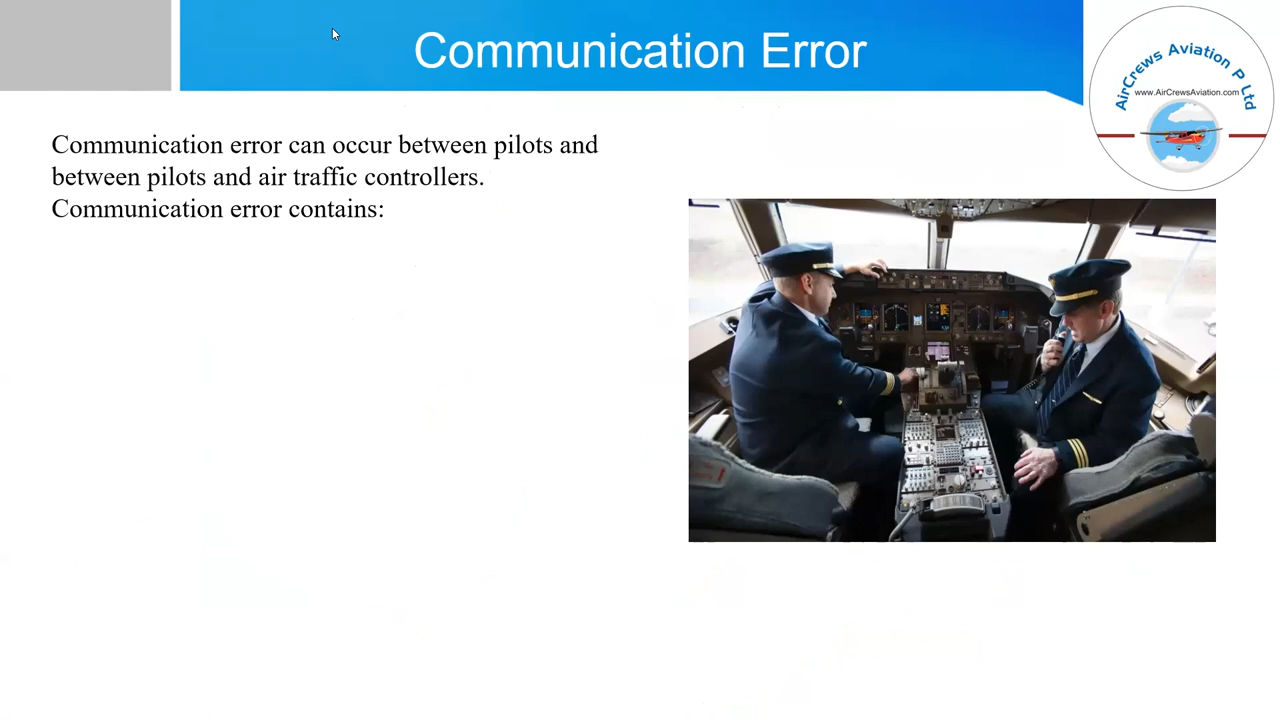 Communication Error
AirCrews Aviation P Ltd
www.AirCrewsAviation.com
Communication error can occur between pilots and
between pilots and air traffic controllers.
Communication error contains: